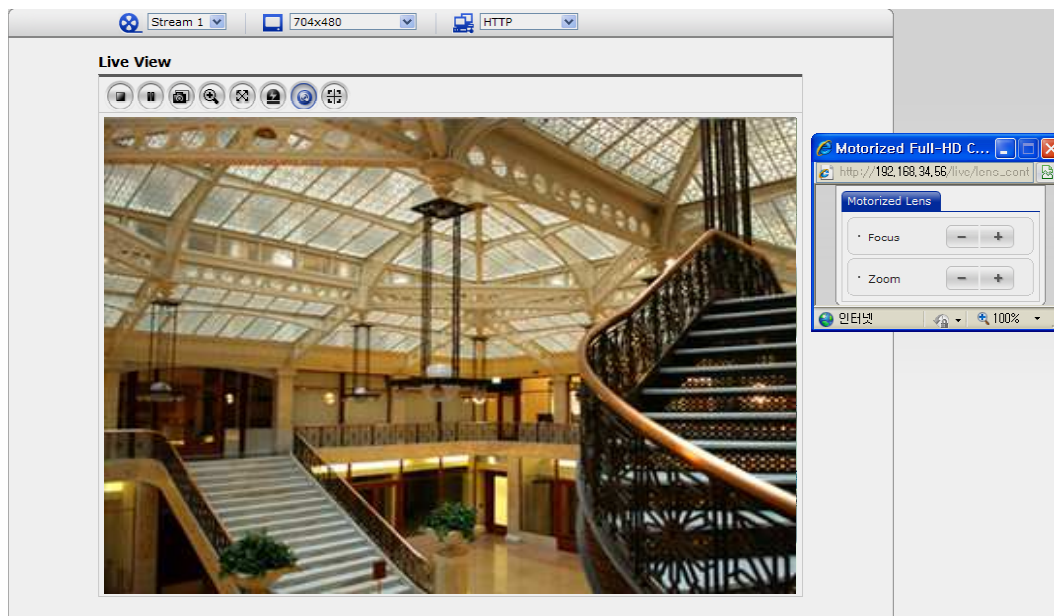 Stream 1 704x480 HTTP
Live View
Motorized Full-HD C...
http://192,168,34,56/live/lens_cont
Motorized Lens
· Focus − +
· Zoom − +
인터넷 100%